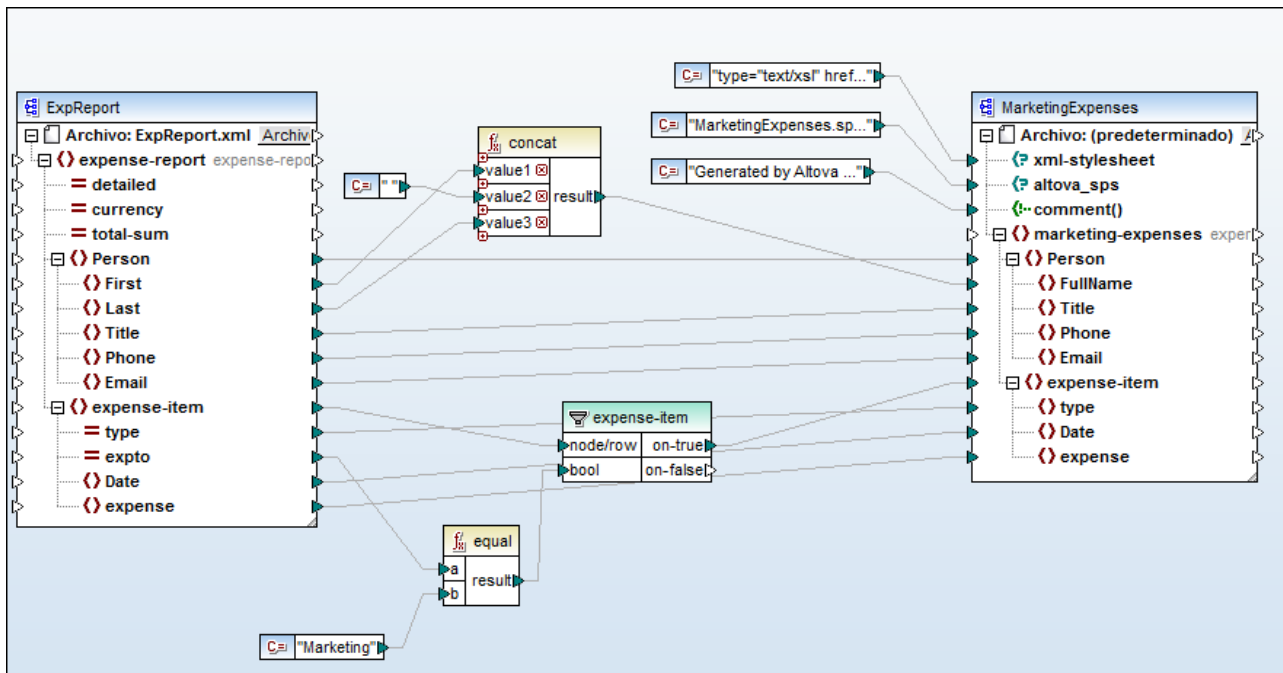 C= "type="text/xsl" href..."
ExpReport
MarketingExpenses
Archivo: ExpReport.xml Archiv
Archivo: (predeterminado) A
C= "MarketingExpenses.sp..."
concat
expense-report expense-repo
xml-stylesheet
value1
C= "Generated by Altova ..."
detailed
C= " "
value2 result
altova_sps
currency
value3
comment()
total-sum
marketing-expenses exper
Person
Person
First
FullName
Last
Title
Title
Phone
Phone
Email
Email
expense-item
expense-item
expense-item
type
type
node/row on-true
Date
expto
bool on-false
expense
Date
expense
equal
a
result
b
C= "Marketing"